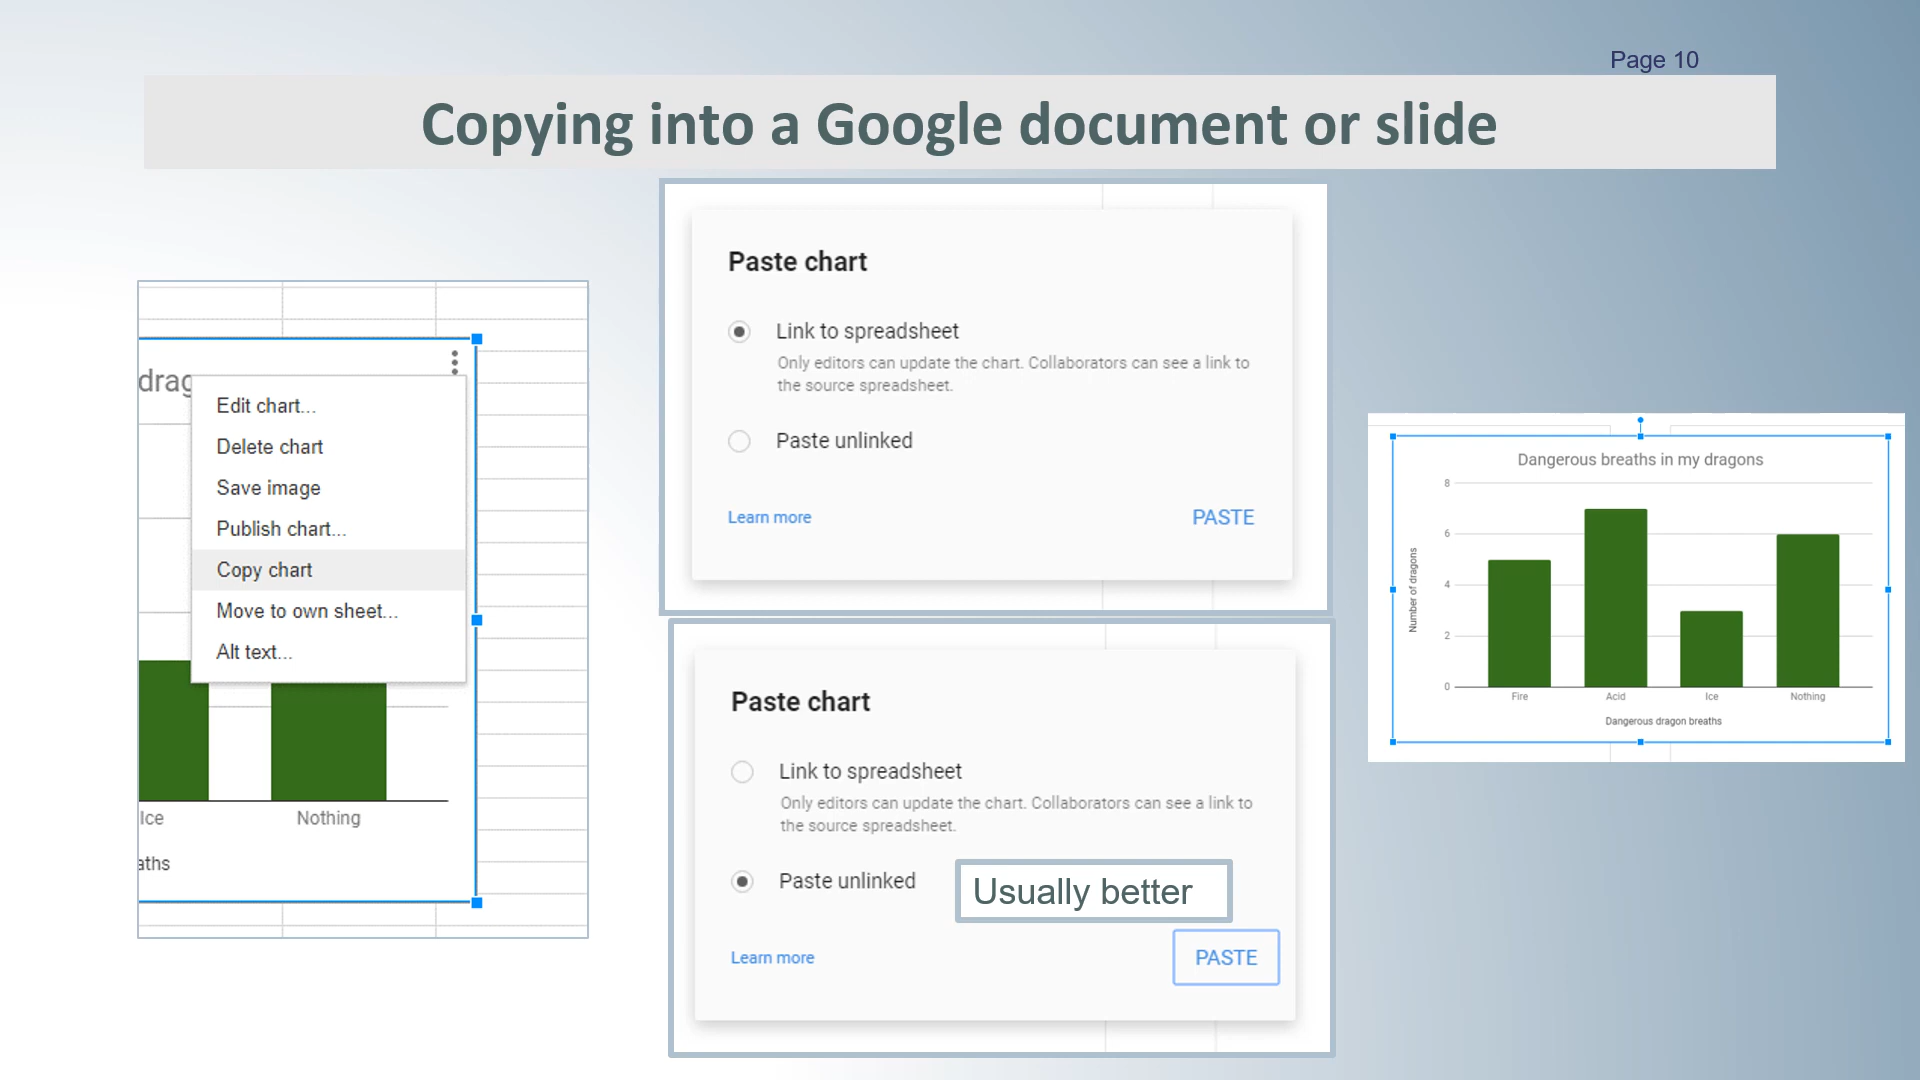 Page 10
Copying into a Google document or slide
drag
Edit chart...
Delete chart
Save image
Publish chart...
Copy chart
Move to own sheet...
Alt text...
Ice
Nothing
aths
Paste chart
Link to spreadsheet
Only editors can update the chart. Collaborators can see a link to
the source spreadsheet.
Paste unlinked
Learn more
PASTE
Paste chart
Link to spreadsheet
Only editors can update the chart. Collaborators can see a link to
the source spreadsheet.
Paste unlinked
Usually better
Learn more
PASTE
Dangerous breaths in my dragons
8
6
4
2
0
Number of dragons
Fire
Acid
Ice
Nothing
Dangerous dragon breaths